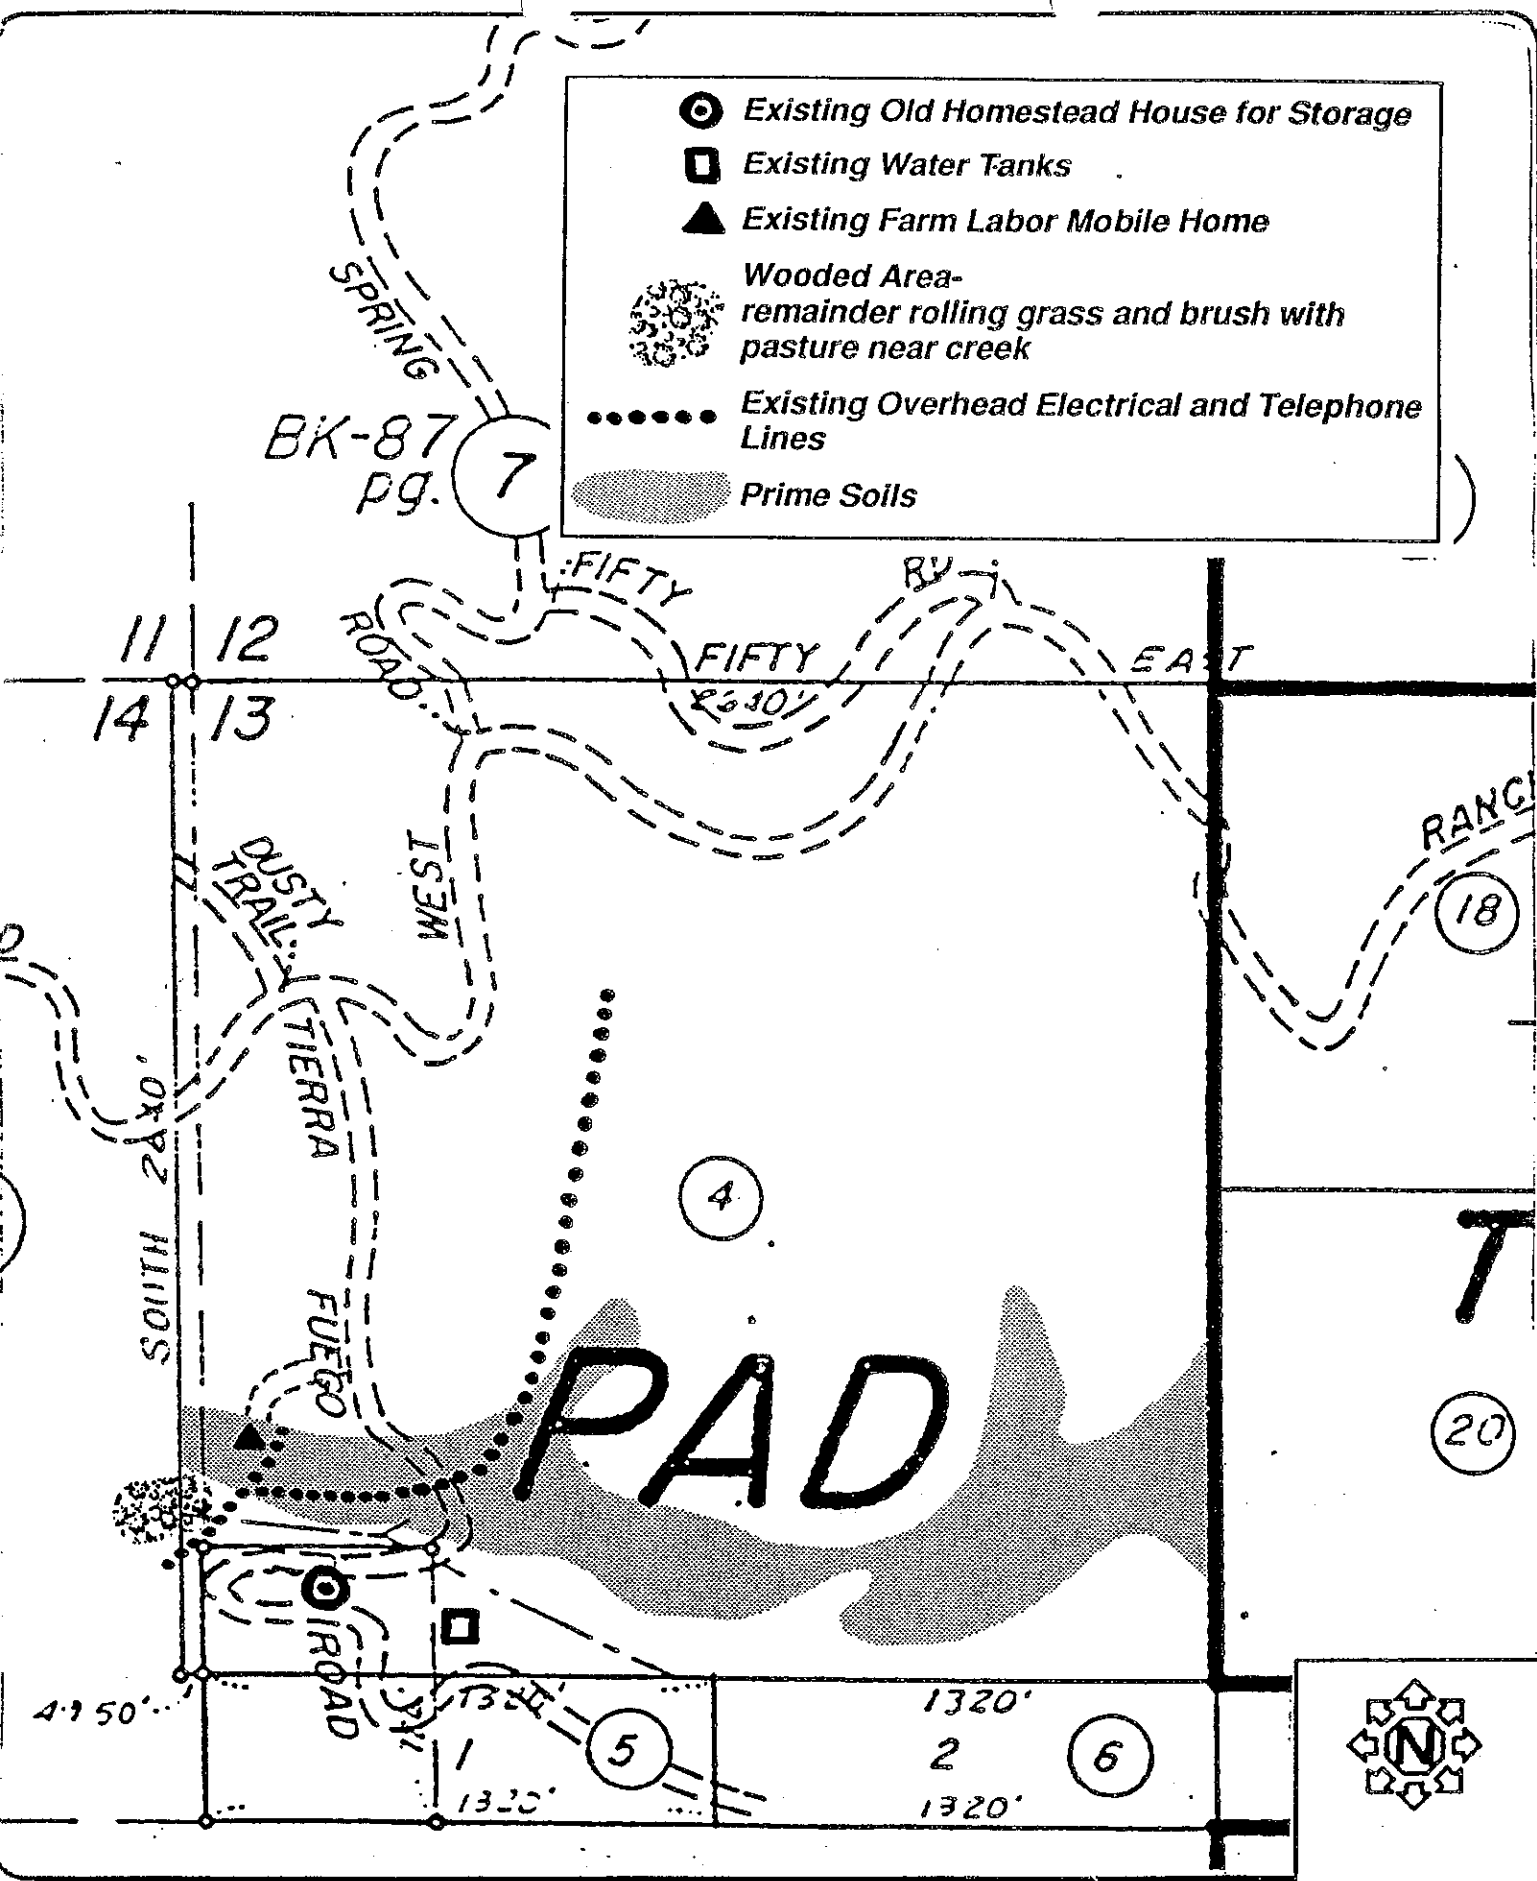 Existing Old Homestead House for Storage
Existing Water Tanks
Existing Farm Labor Mobile Home
Wooded Area-
remainder rolling grass and brush with
pasture near creek
Existing Overhead Electrical and Telephone
Lines
Prime Soils
SPRING
ROAD
BK-87
pg. 7
FIFTY
FIFTY
EAST
11 12
14 13
DUSTY
TRAIL
WEST
RANC
18
TIERRA
FUEGO
ROAD
SOUTH
4
PAD
T
20
1320'
1
5
2
6
1320'
N